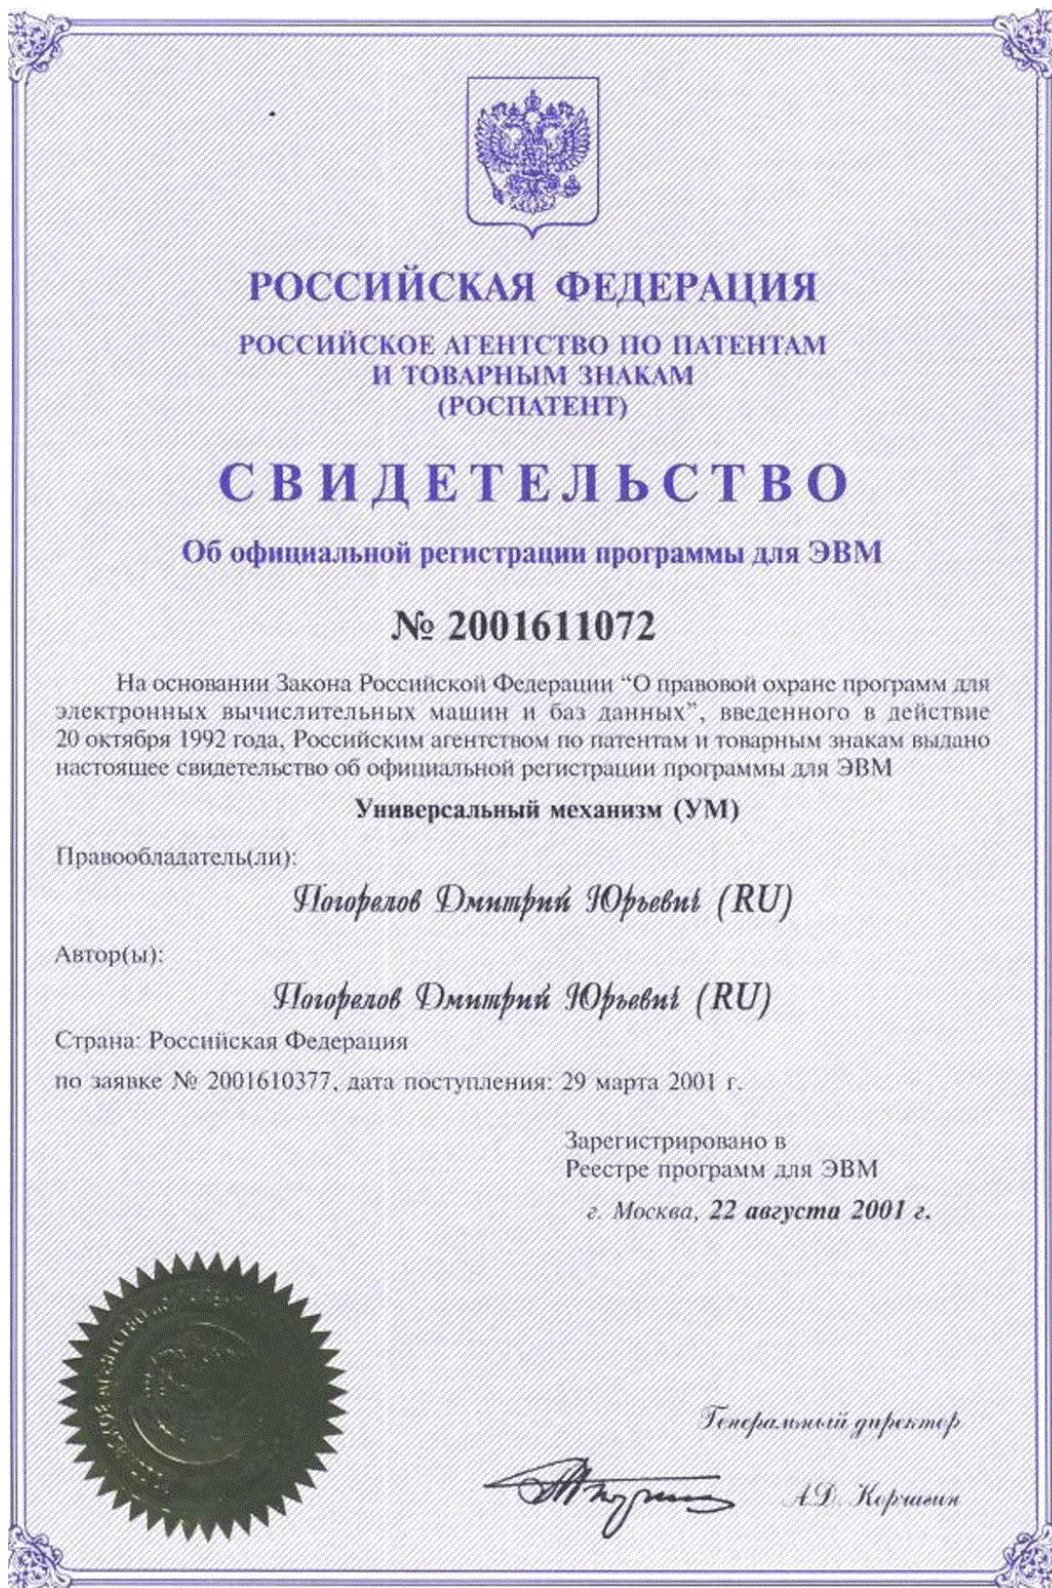 РОССИЙСКАЯ ФЕДЕРАЦИЯ
РОССИЙСКОЕ АГЕНТСТВО ПО ПАТЕНТАМ
И ТОВАРНЫМ ЗНАКАМ
(РОСПАТЕНТ)
СВИДЕТЕЛЬСТВО
Об официальной регистрации программы для ЭВМ
№ 2001611072
На основании Закона Российской Федерации “О правовой охране программ для
электронных вычислительных машин и баз данных”, введенного в действие
20 октября 1992 года, Российским агентством по патентам и товарным знакам выдано
настоящее свидетельство об официальной регистрации программы для ЭВМ
Универсальный механизм (УМ)
Правообладатель(ли):
Погорелов Дмитрий Юрьевич (RU)
Автор(ы):
Погорелов Дмитрий Юрьевич (RU)
Страна: Российская Федерация
по заявке № 2001610377, дата поступления: 29 марта 2001 г.
Зарегистрировано в
Реестре программ для ЭВМ
г. Москва, 22 августа 2001 г.
Генеральный директор
А.Д. Корчагин